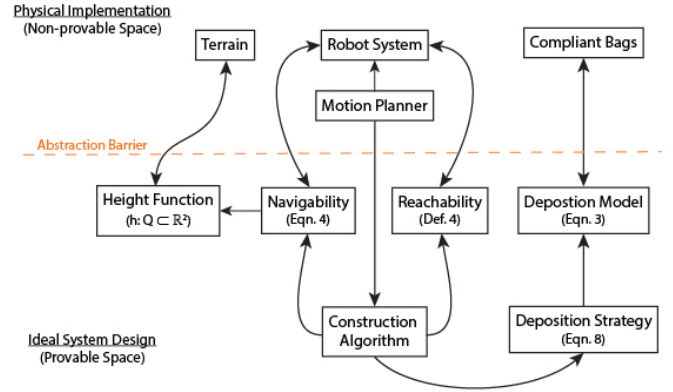 Physical Implementation
(Non-provable Space)
Terrain
Robot System
Compliant Bags
Motion Planner
Abstraction Barrier
Height Function
(h: Q ⊂ ℝ²)
Navigability
(Eqn. 4)
Reachability
(Def. 4)
Depostion Model
(Eqn. 3)
Construction
Algorithm
Deposition Strategy
(Eqn. 8)
Ideal System Design
(Provable Space)